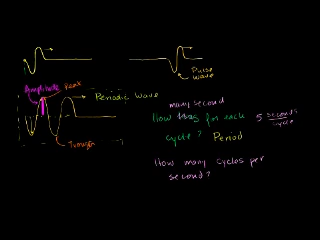 Pulse
wave
Amplitude
Peak
Periodic Wave
many second
How for each 5 seconds
cycle
cycle? Period
Trough
How many cycles per
second?